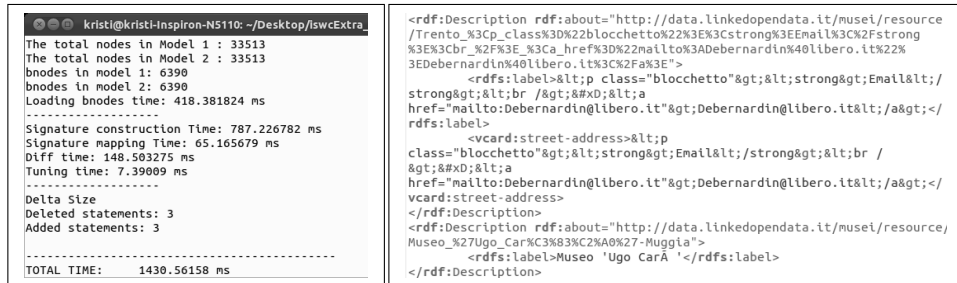 kristi@kristi-Inspiron-N5110: ~/Desktop/iswcExtra_
The total nodes in Model 1 : 33513
The total nodes in Model 2 : 33513
bnodes in model 1: 6390
bnodes in model 2: 6390
Loading bnodes time: 418.381824 ms
-------------------
Signature construction Time: 787.226782 ms
Signature mapping Time: 65.165679 ms
Diff time: 148.503275 ms
Tuning time: 7.39009 ms
-------------------
Delta Size
Deleted statements: 3
Added statements: 3
--------------------------------------------
TOTAL TIME: 1430.56158 ms
<rdf:Description rdf:about="http://data.linkedopendata.it/musei/resource
/Trento_%3Cp_class%3D%22blocchetto%22%3E%3Cstrong%3EEmail%3C%2Fstrong
%3E%3Cbr_%2F%3E_%3Ca_href%3D%22mailto%3ADebernardin%40libero.it%22%
3EDebernardin%40libero.it%3C%2Fa%3E">
<rdfs:label>&lt;p class="blocchetto"&gt;&lt;strong&gt;Email&lt;/
strong&gt;&lt;br /&gt;&#xD;&lt;a
href="mailto:Debernardin@libero.it"&gt;Debernardin@libero.it&lt;/a&gt;</
rdfs:label>
<vcard:street-address>&lt;p
class="blocchetto"&gt;&lt;strong&gt;Email&lt;/strong&gt;&lt;br /
&gt;&#xD;&lt;a
href="mailto:Debernardin@libero.it"&gt;Debernardin@libero.it&lt;/a&gt;</
vcard:street-address>
</rdf:Description>
<rdf:Description rdf:about="http://data.linkedopendata.it/musei/resource/
Museo_%27Ugo_Car%C3%83%C2%A0%27-Muggia">
<rdfs:label>Museo 'Ugo CarÃ '</rdfs:label>
</rdf:Description>